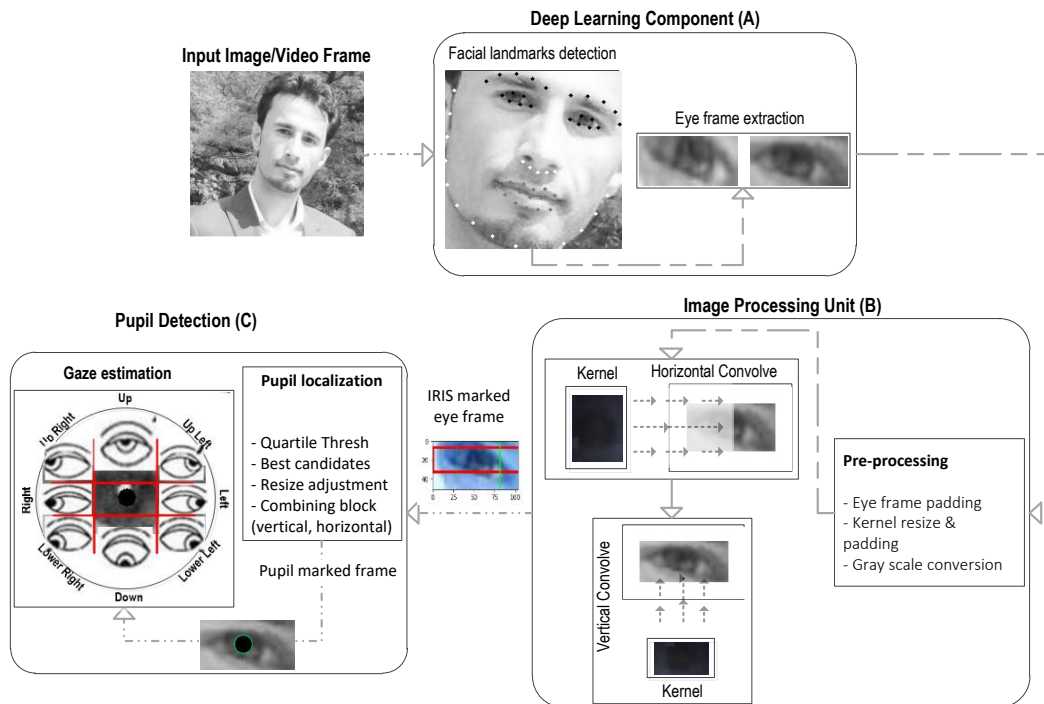 Deep Learning Component (A)
Input Image/Video Frame
Facial landmarks detection
Eye frame extraction
Image Processing Unit (B)
Pupil Detection (C)
Gaze estimation
Up
Up Right
Up Left
Right
Left
Lower Right
Lower Left
Down
Pupil localization
- Quartile Thresh
- Best candidates
- Resize adjustment
- Combining block
(vertical, horizontal)
Pupil marked frame
IRIS marked
eye frame
0
20
40
0 25 50 75 100
Kernel
Horizontal Convolve
Vertical Convolve
Kernel
Pre-processing
- Eye frame padding
- Kernel resize &
padding
- Gray scale conversion